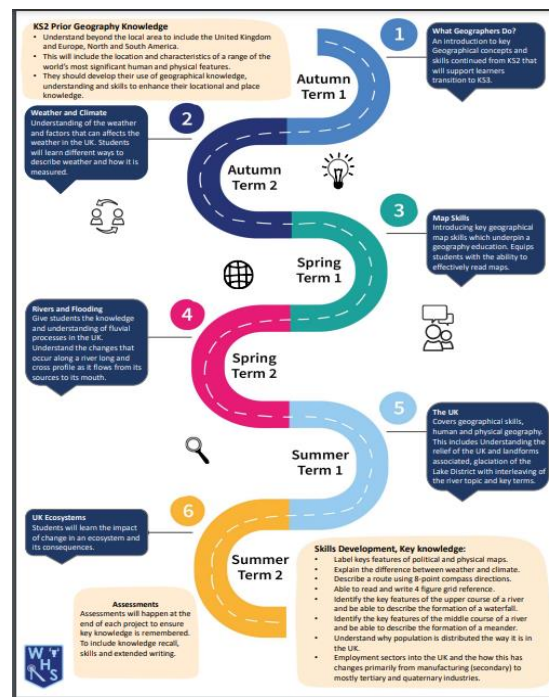 KS2 Prior Geography Knowledge
• Understand beyond the local area to include the United Kingdom
and Europe, North and South America.
• This will include the location and characteristics of a range of the
world's most significant human and physical features.
• They should develop their use of geographical knowledge,
understanding and skills to enhance their locational and place
knowledge.
1
What Geographers Do?
An introduction to key
Geographical concepts and
skills continued from KS2 that
will support learners
transition to KS3.
Autumn
Term 1
2
Weather and Climate
Understanding of the weather
and factors that can affects the
weather in the UK. Students
will learn different ways to
describe weather and how it is
measured.
Autumn
Term 2
3
Map Skills
Introducing key geographical
map skills which underpin a
geography education. Equips
students with the ability to
effectively read maps.
Spring
Term 1
4
Rivers and Flooding
Give students the knowledge
and understanding of fluvial
processes in the UK.
Understand the changes that
occur along a river long and
cross profile as it flows from its
sources to its mouth.
Spring
Term 2
5
The UK
Covers geographical skills,
human and physical geography.
This includes Understanding the
relief of the UK and landforms
associated, glaciation of the
Lake District with interleaving of
the river topic and key terms.
Summer
Term 1
6
UK Ecosystems
Students will learn the impact
of change in an ecosystem and
its consequences.
Summer
Term 2
Skills Development, Key knowledge:
• Label keys features of political and physical maps.
• Explain the difference between weather and climate.
• Describe a route using 8-point compass directions.
• Able to read and write 4 figure grid reference.
• Identify the key features of the upper course of a river
and be able to describe the formation of a waterfall.
• Identify the key features of the middle course of a river
and be able to describe the formation of a meander.
• Understand why population is distributed the way it is in
the UK.
• Employment sectors into the UK and the how this has
changes primarily from manufacturing (secondary) to
mostly tertiary and quaternary industries.
Assessments
Assessments will happen at the
end of each project to ensure
key knowledge is remembered.
To include knowledge recall,
skills and extended writing.
W
H S